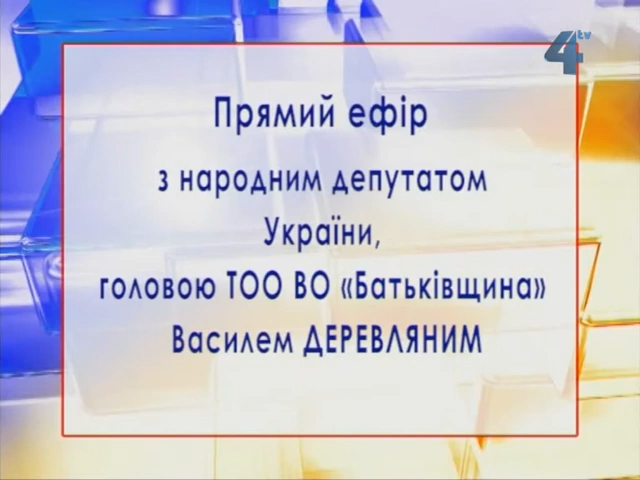 4tv
Прямий ефір
з народним депутатом
України,
головою ТОО ВО «Батьківщина»
Василем ДЕРЕВЛЯНИМ